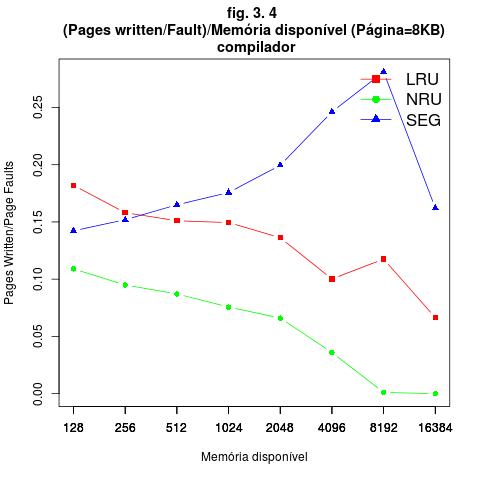 fig. 3. 4
(Pages written/Fault)/Memória disponível (Página=8KB)
compilador
LRU
NRU
SEG
Pages Written/Page Faults
0.25
0.20
0.15
0.10
0.05
0.00
128 256 512 1024 2048 4096 8192 16384
Memória disponível